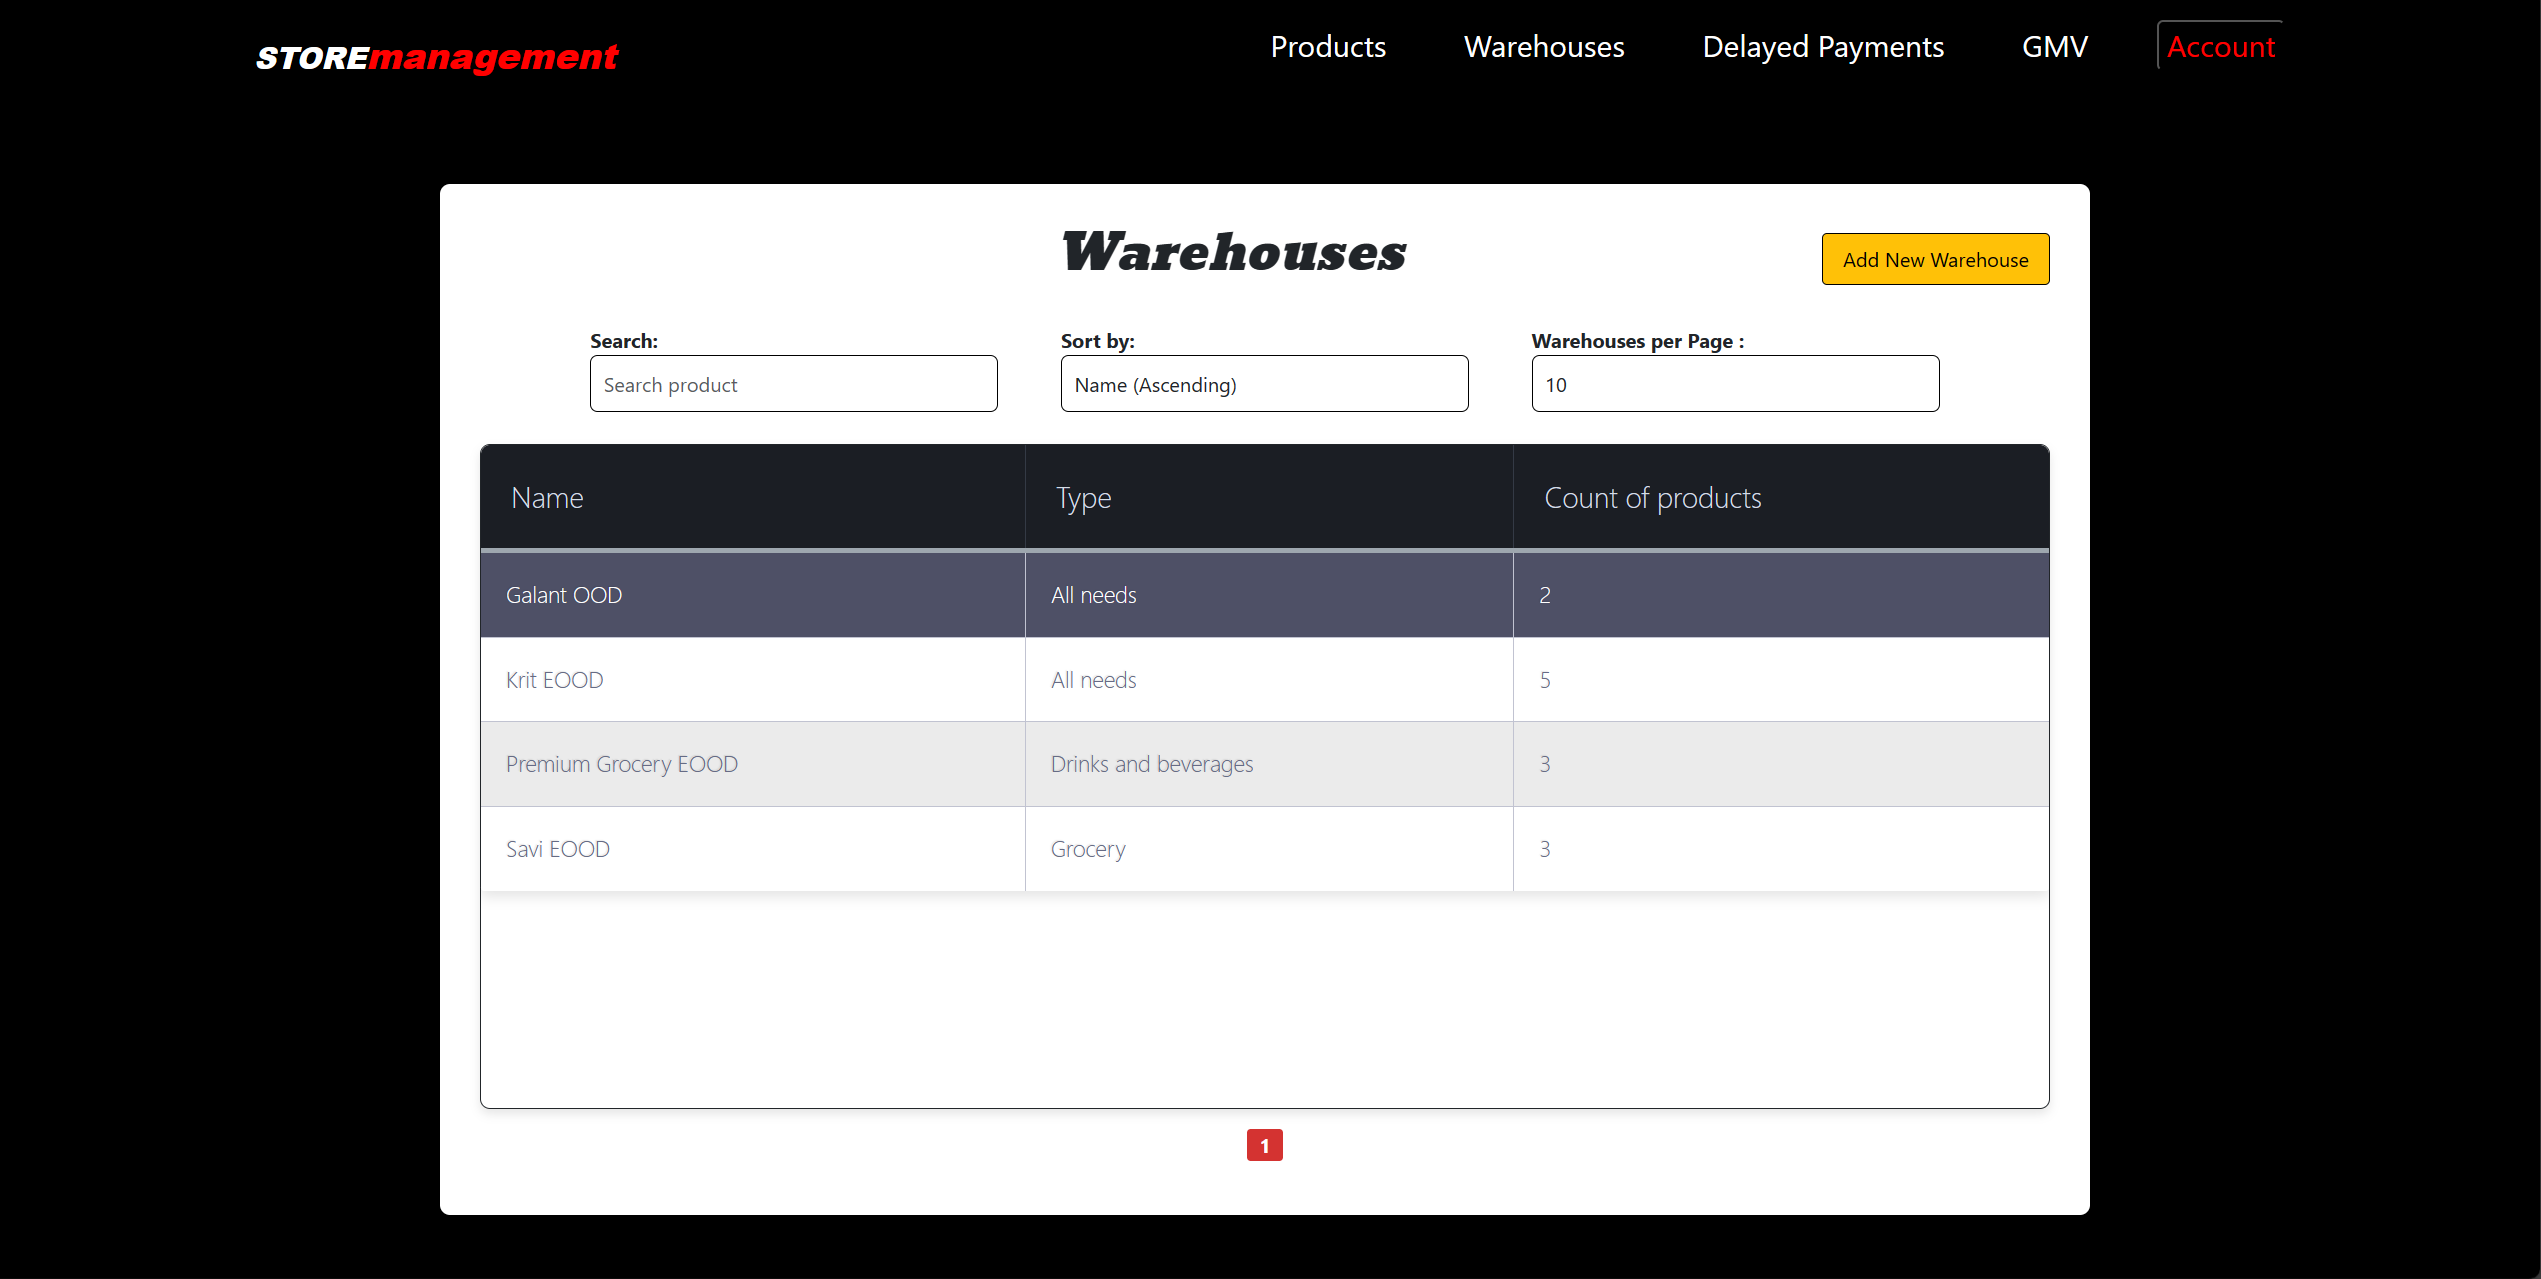 STOREmanagement Products Warehouses Delayed Payments GMV Account
Warehouses
Add New Warehouse
Search: Sort by: Warehouses per Page :
Search product Name (Ascending) 10
Name Type Count of products
Galant OOD All needs 2
Krit EOOD All needs 5
Premium Grocery EOOD Drinks and beverages 3
Savi EOOD Grocery 3
1